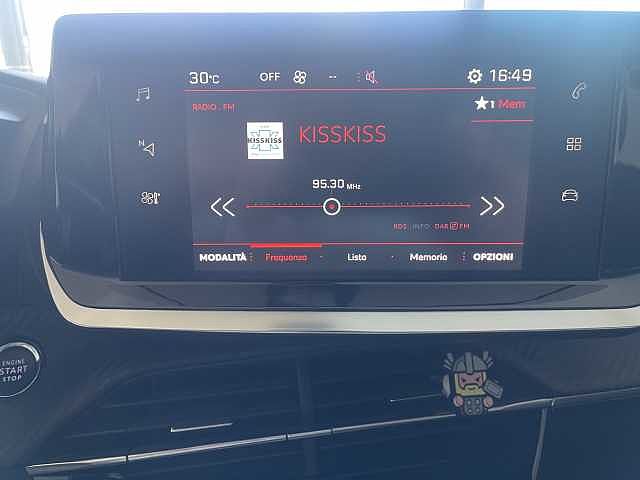 30°C OFF -- 16:49
RADIO . FM
★1 Mem
KISSKISS
KISSKISS
95.30 MHz
N
RDS INFO DAB FM
MODALITÀ Frequenza Lista Memorio OPZIONI
ENGINE
START
STOP